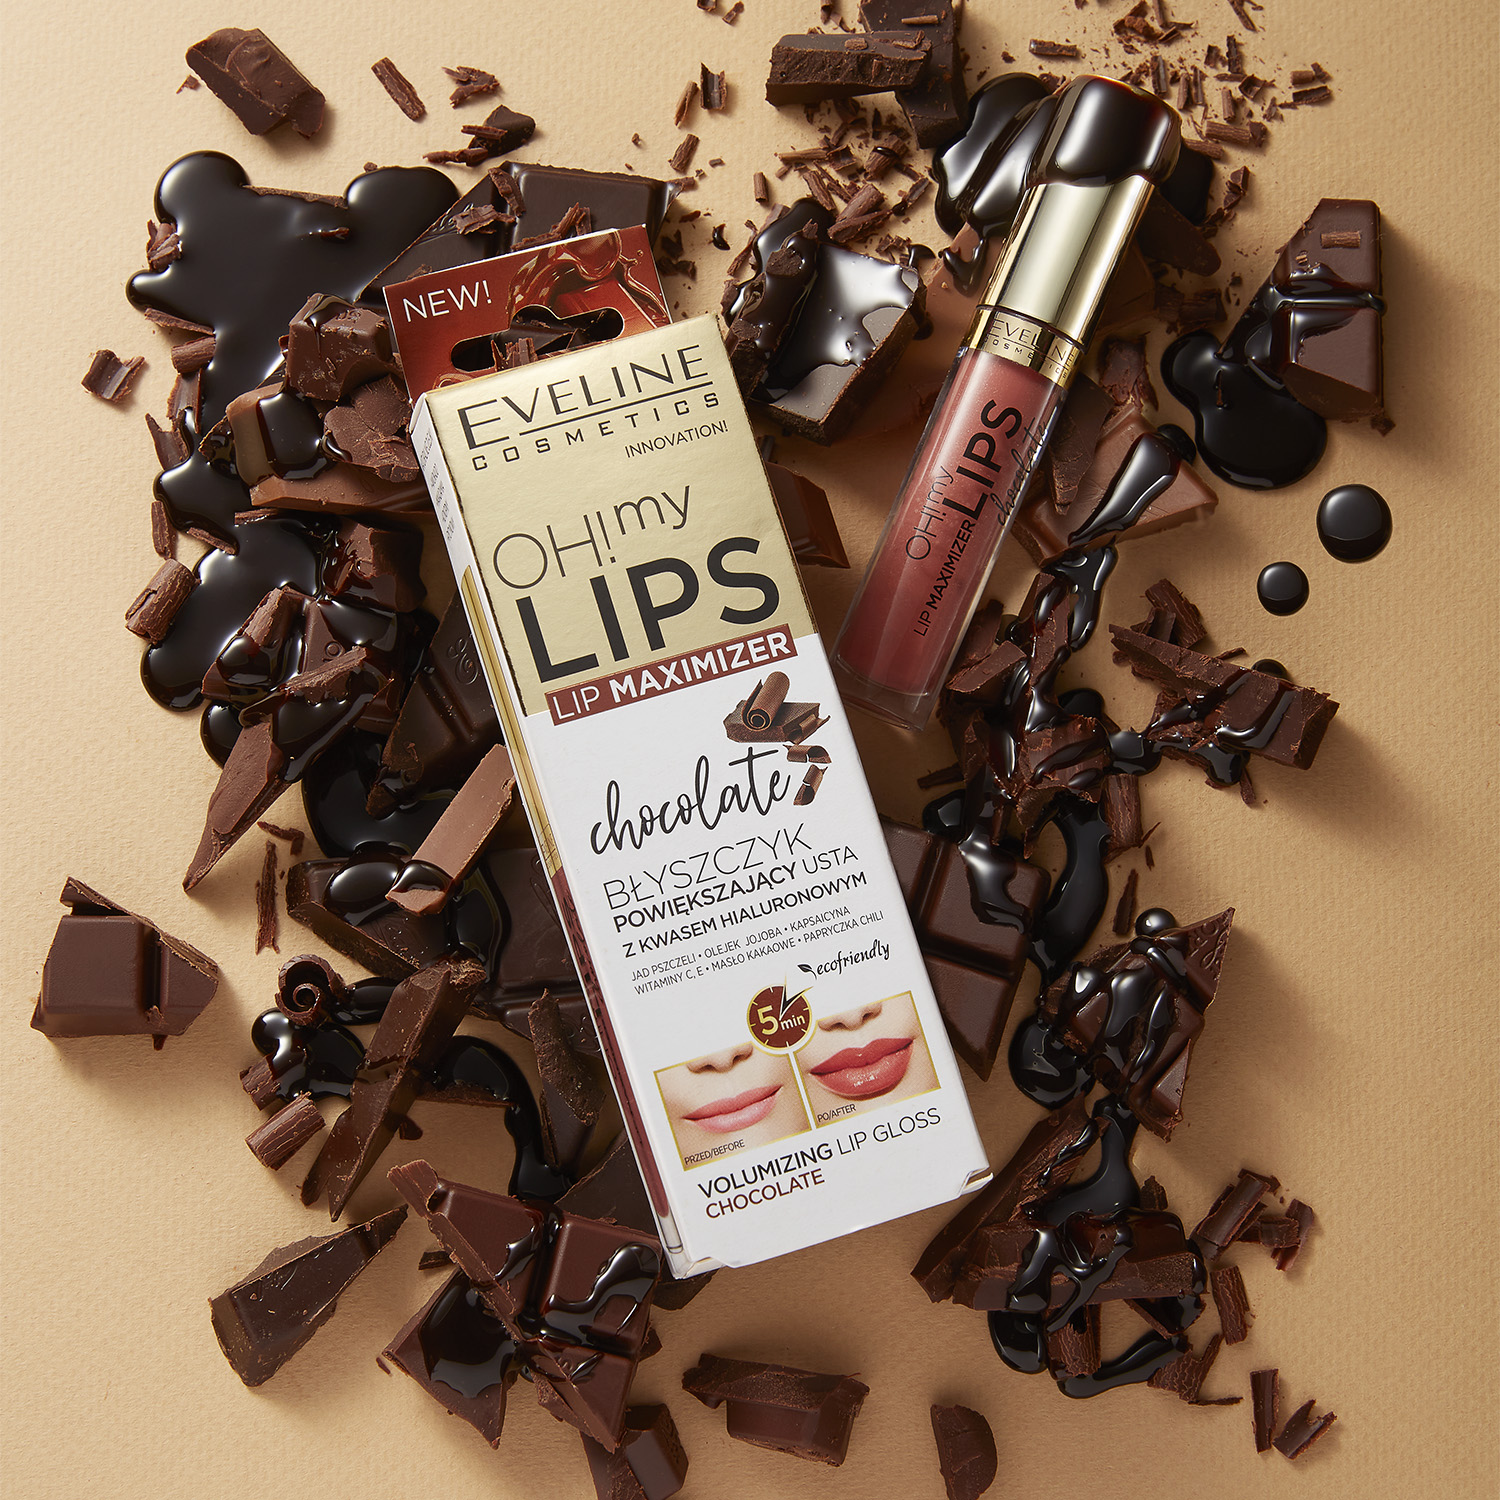 NEW!
EVELINE
COSMETICS
INNOVATION!
OH! my
LIPS
LIP MAXIMIZER
chocolate
BŁYSZCZYK
POWIĘKSZAJĄCY USTA
Z KWASEM HIALURONOWYM
JAD PSZCZELI • OLEJEK JOJOBA • KAPSAICYNA
WITAMINY C, E • MASŁO KAKAOWE • PAPRYCZKA CHILI
ecofriendly
5 min
PRZED/BEFORE
PO/AFTER
VOLUMIZING LIP GLOSS
CHOCOLATE
EVELINE
COSMETICS
OH! my
LIPS
LIP MAXIMIZER
chocolate